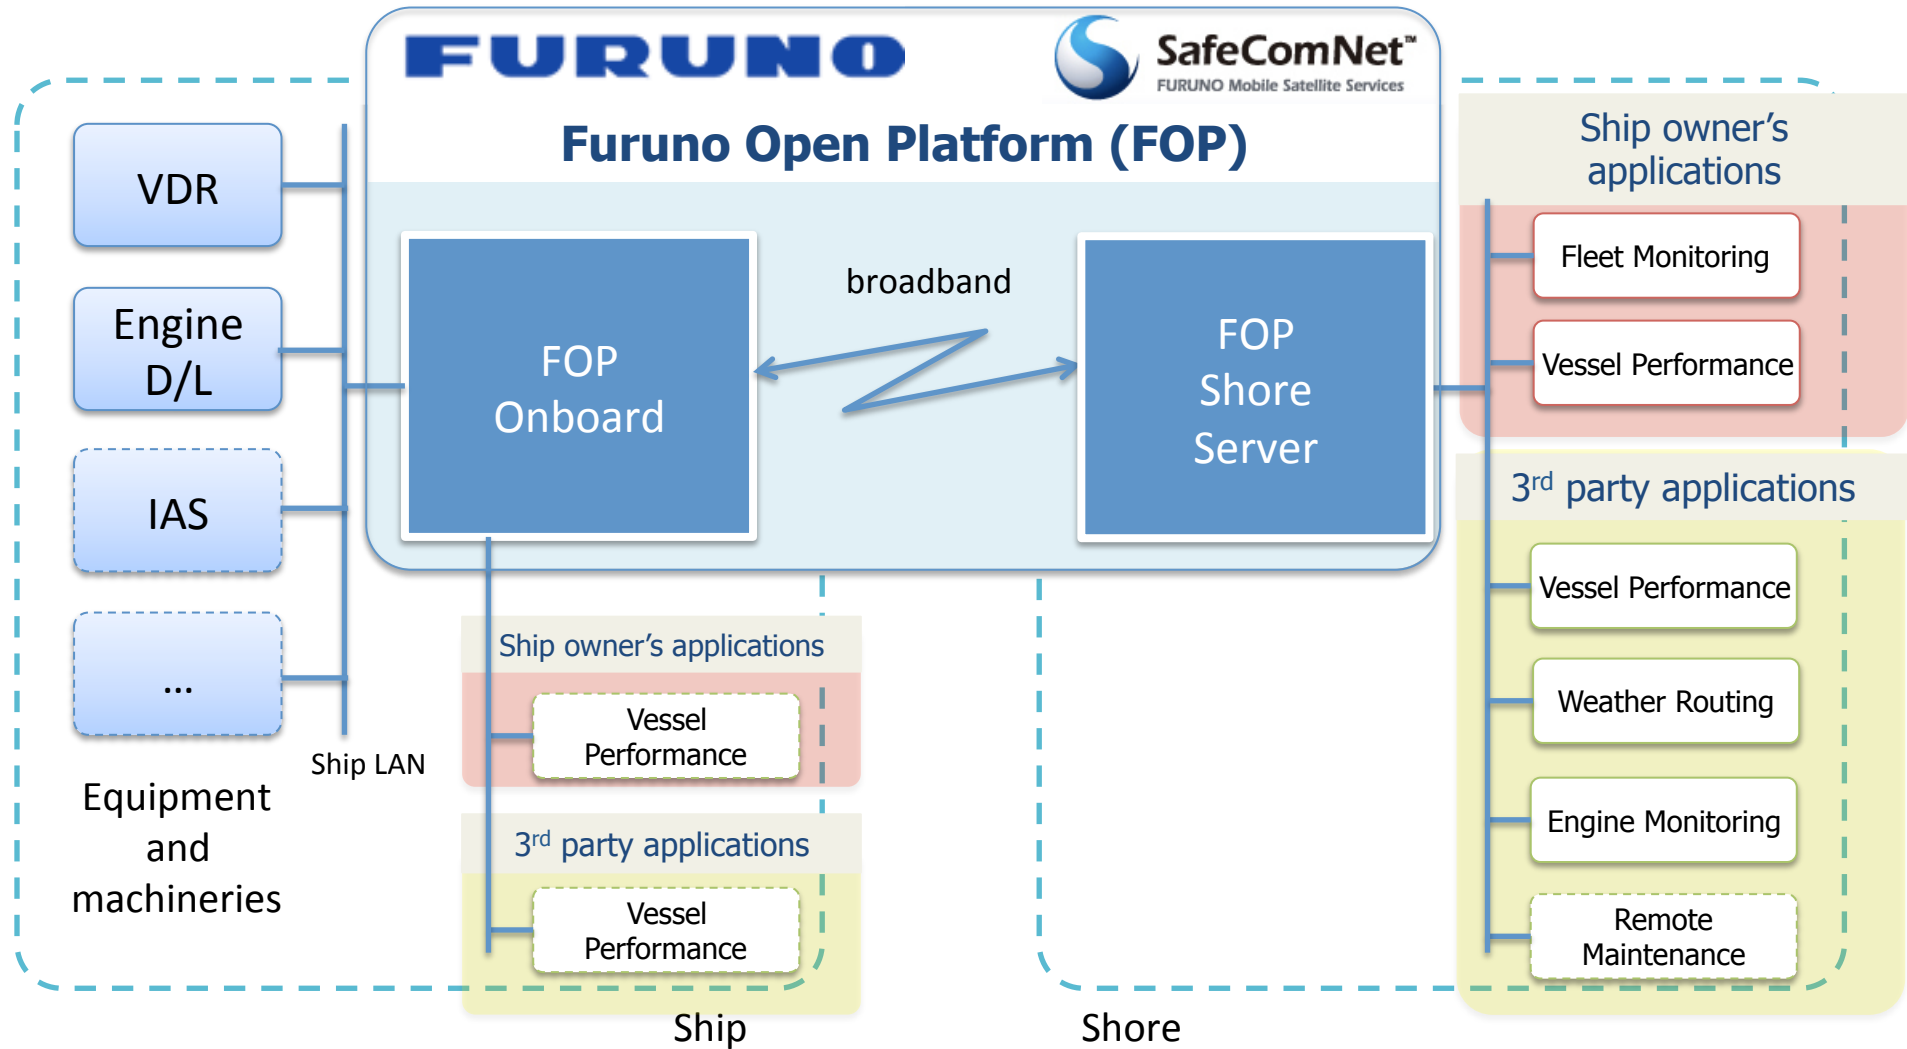 FURUNO
SafeComNet™
FURUNO Mobile Satellite Services
Furuno Open Platform (FOP)
VDR
Engine
D/L
IAS
...
Equipment
and
machineries
Ship LAN
FOP
Onboard
broadband
FOP
Shore
Server
Ship owner’s applications
Vessel
Performance
3rd party applications
Vessel
Performance
Ship
Shore
Ship owner’s
applications
Fleet Monitoring
Vessel Performance
3rd party applications
Vessel Performance
Weather Routing
Engine Monitoring
Remote
Maintenance